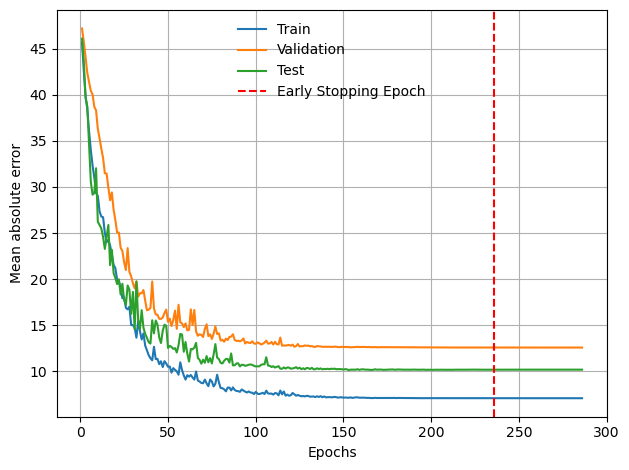 Train
Validation
Test
Early Stopping Epoch
Mean absolute error
45
40
35
30
25
20
15
10
0 50 100 150 200 250 300
Epochs